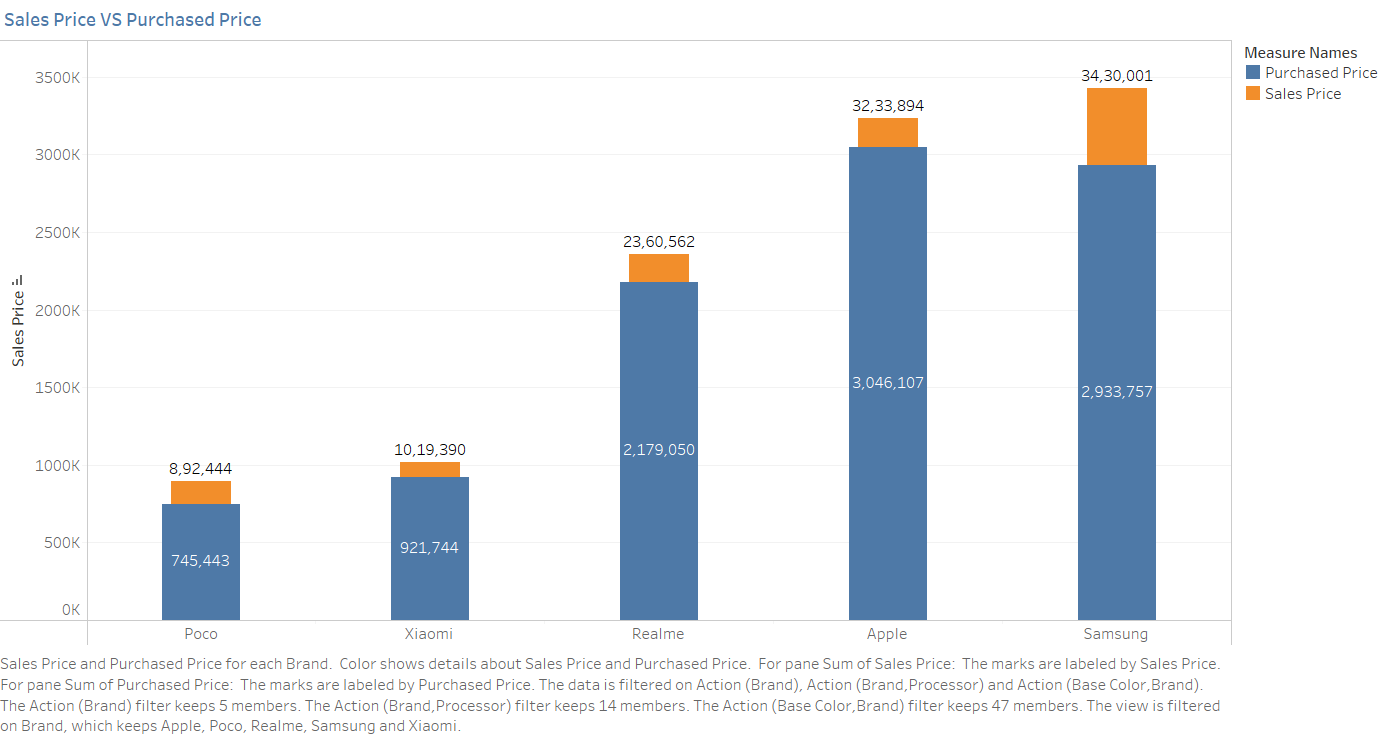 Sales Price VS Purchased Price
Measure Names
Purchased Price
Sales Price
3500K
3000K
2500K
2000K
1500K
1000K
500K
0K
Sales Price
8,92,444
745,443
10,19,390
921,744
23,60,562
2,179,050
32,33,894
3,046,107
34,30,001
2,933,757
Poco
Xiaomi
Realme
Apple
Samsung
Sales Price and Purchased Price for each Brand.  Color shows details about Sales Price and Purchased Price.  For pane Sum of Sales Price:  The marks are labeled by Sales Price.
For pane Sum of Purchased Price:  The marks are labeled by Purchased Price. The data is filtered on Action (Brand), Action (Brand,Processor) and Action (Base Color,Brand).
The Action (Brand) filter keeps 5 members. The Action (Brand,Processor) filter keeps 14 members. The Action (Base Color,Brand) filter keeps 47 members. The view is filtered
on Brand, which keeps Apple, Poco, Realme, Samsung and Xiaomi.